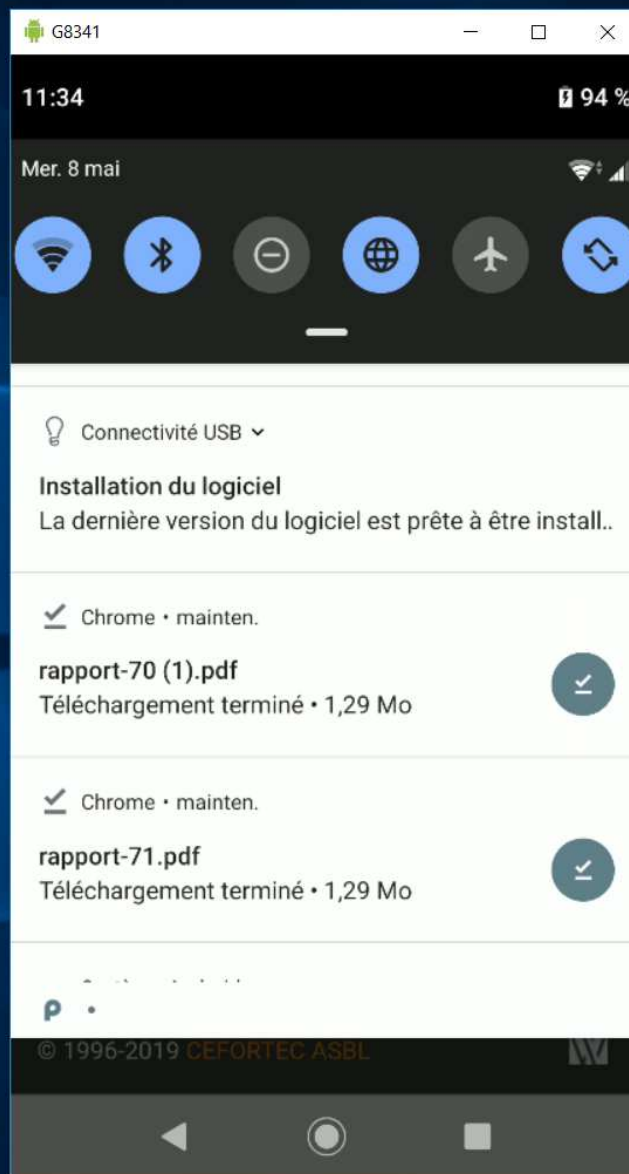 G8341
11:34
94 %
Mer. 8 mai
Connectivité USB
Installation du logiciel
La dernière version du logiciel est prête à être install..
Chrome • mainten.
rapport-70 (1).pdf
Téléchargement terminé • 1,29 Mo
Chrome • mainten.
rapport-71.pdf
Téléchargement terminé • 1,29 Mo
© 1996-2019 CEFORTEC ASBL